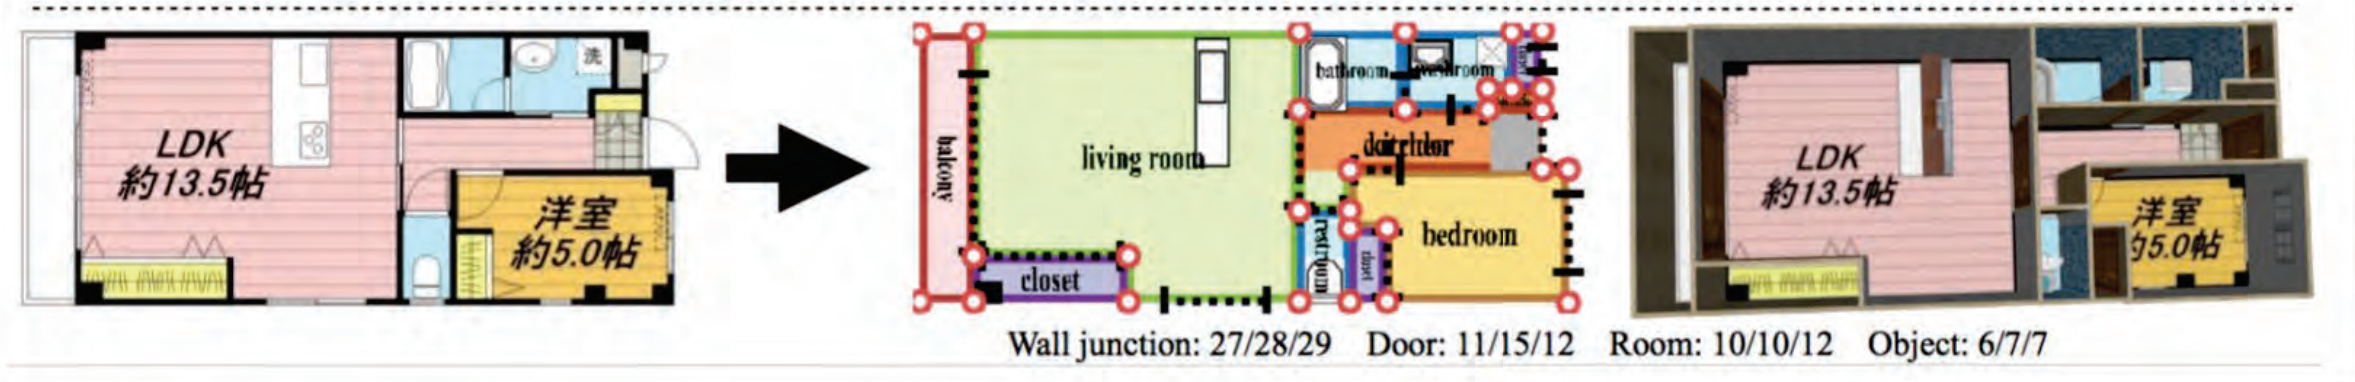 LDK
約13.5帖
洗
洋室
約5.0帖
balcony
living room
closet
bathroom
washroom
corridor
restroom
closet
bedroom
LDK
約13.5帖
洋室
約5.0帖
Wall junction: 27/28/29 Door: 11/15/12 Room: 10/10/12 Object: 6/7/7